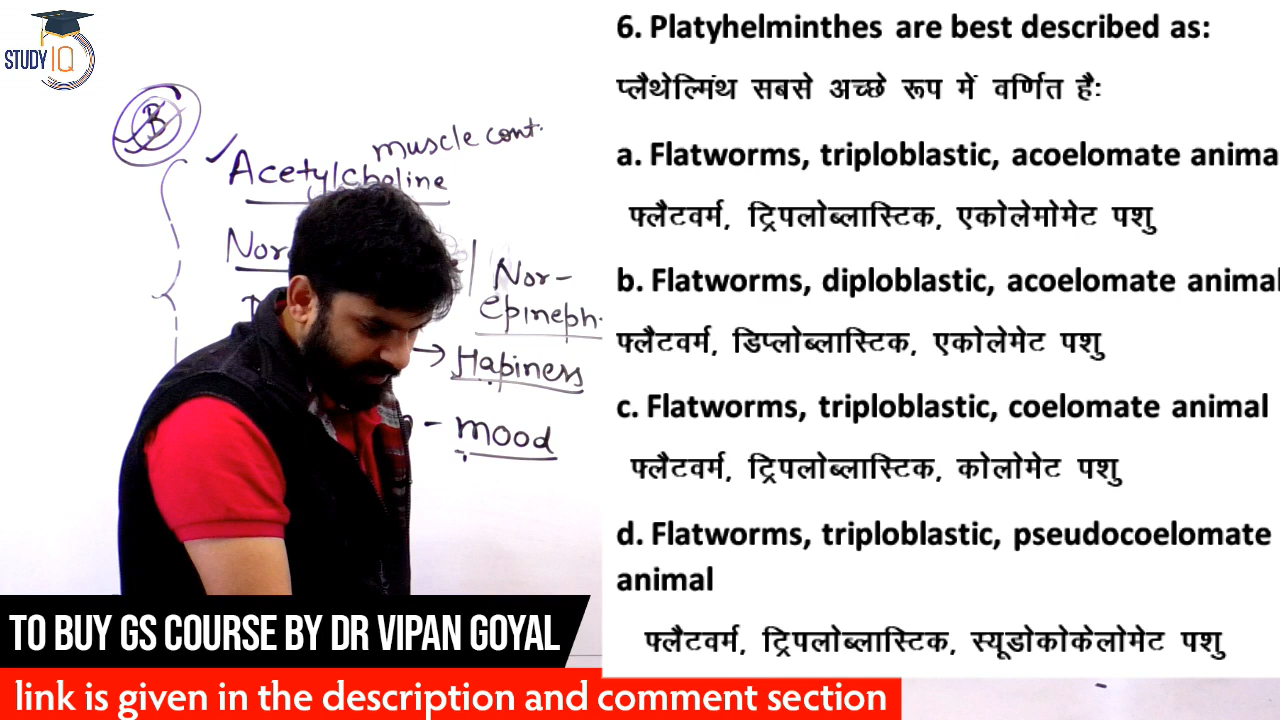 STUDY IQ
B
muscle cont.
Acetylcholine
Nor-
epineph.
Hapiness
- mood
6. Platyhelminthes are best described as:
प्लैथेल्मिंथ सबसे अच्छे रूप में वर्णित है:
a. Flatworms, triploblastic, acoelomate anima
फ्लैटवर्म, ट्रिपलोब्लास्टिक, एकोलेमोमेट पशु
b. Flatworms, diploblastic, acoelomate animal
फ्लैटवर्म, डिप्लोब्लास्टिक, एकोलेमेट पशु
c. Flatworms, triploblastic, coelomate animal
फ्लैटवर्म, ट्रिपलोब्लास्टिक, कोलोमेट पशु
d. Flatworms, triploblastic, pseudocoelomate
animal
फ्लैटवर्म, ट्रिपलोब्लास्टिक, स्यूडोकोकेलोमेट पशु
TO BUY GS COURSE BY DR VIPAN GOYAL
link is given in the description and comment section